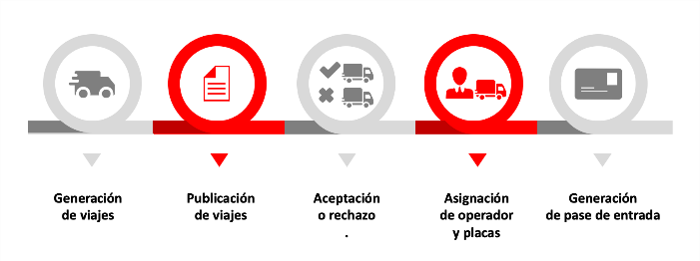 Generación
de viajes
Publicación
de viajes
Aceptación
o rechazo
.
Asignación
de operador
y placas
Generación
de pase de entrada